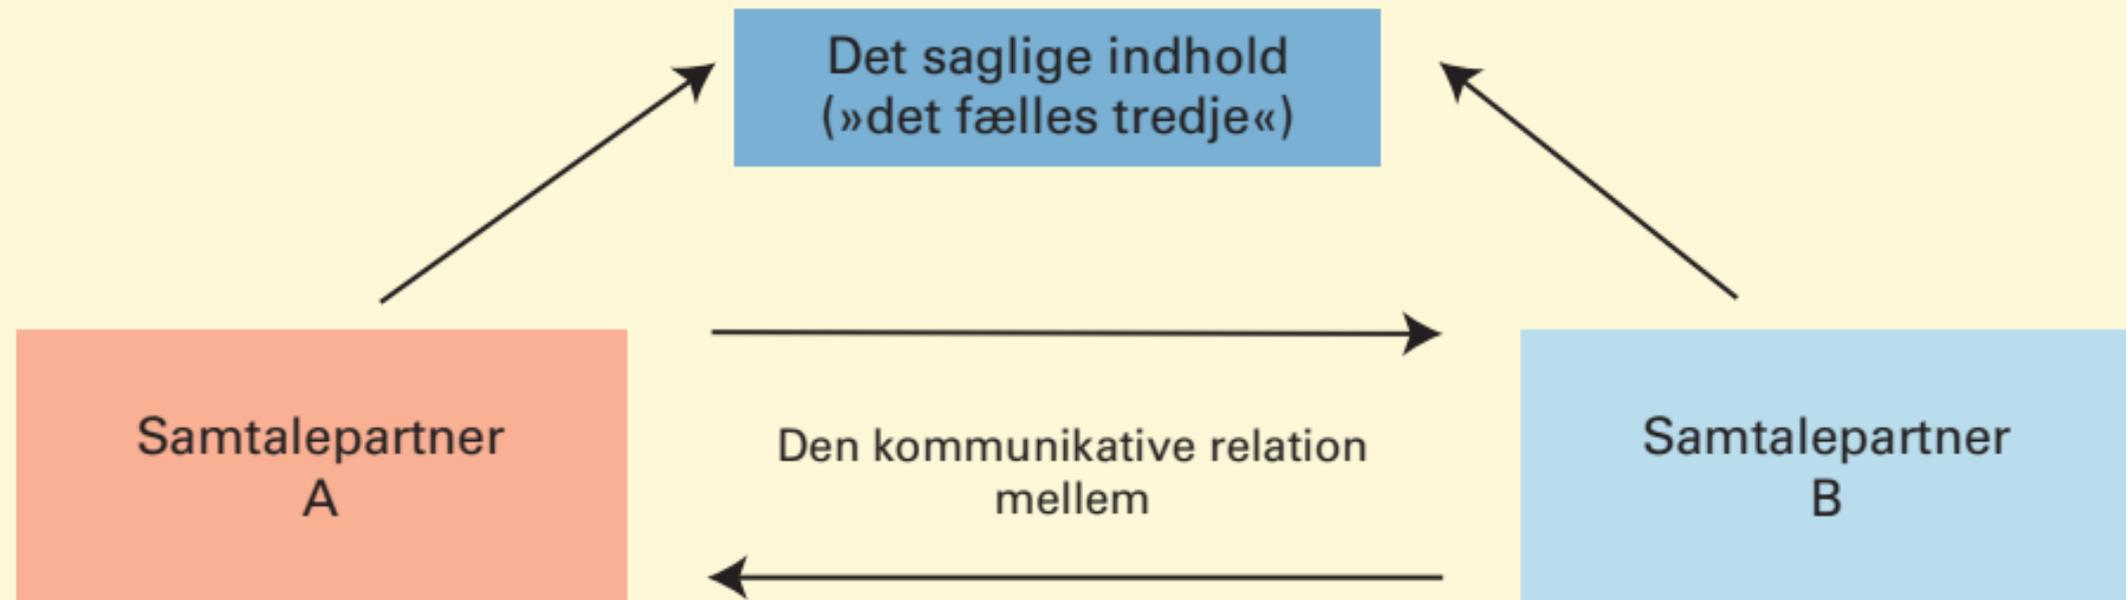 Det saglige indhold
(»det fælles tredje«)
Samtalepartner
A
Den kommunikative relation
mellem
Samtalepartner
B